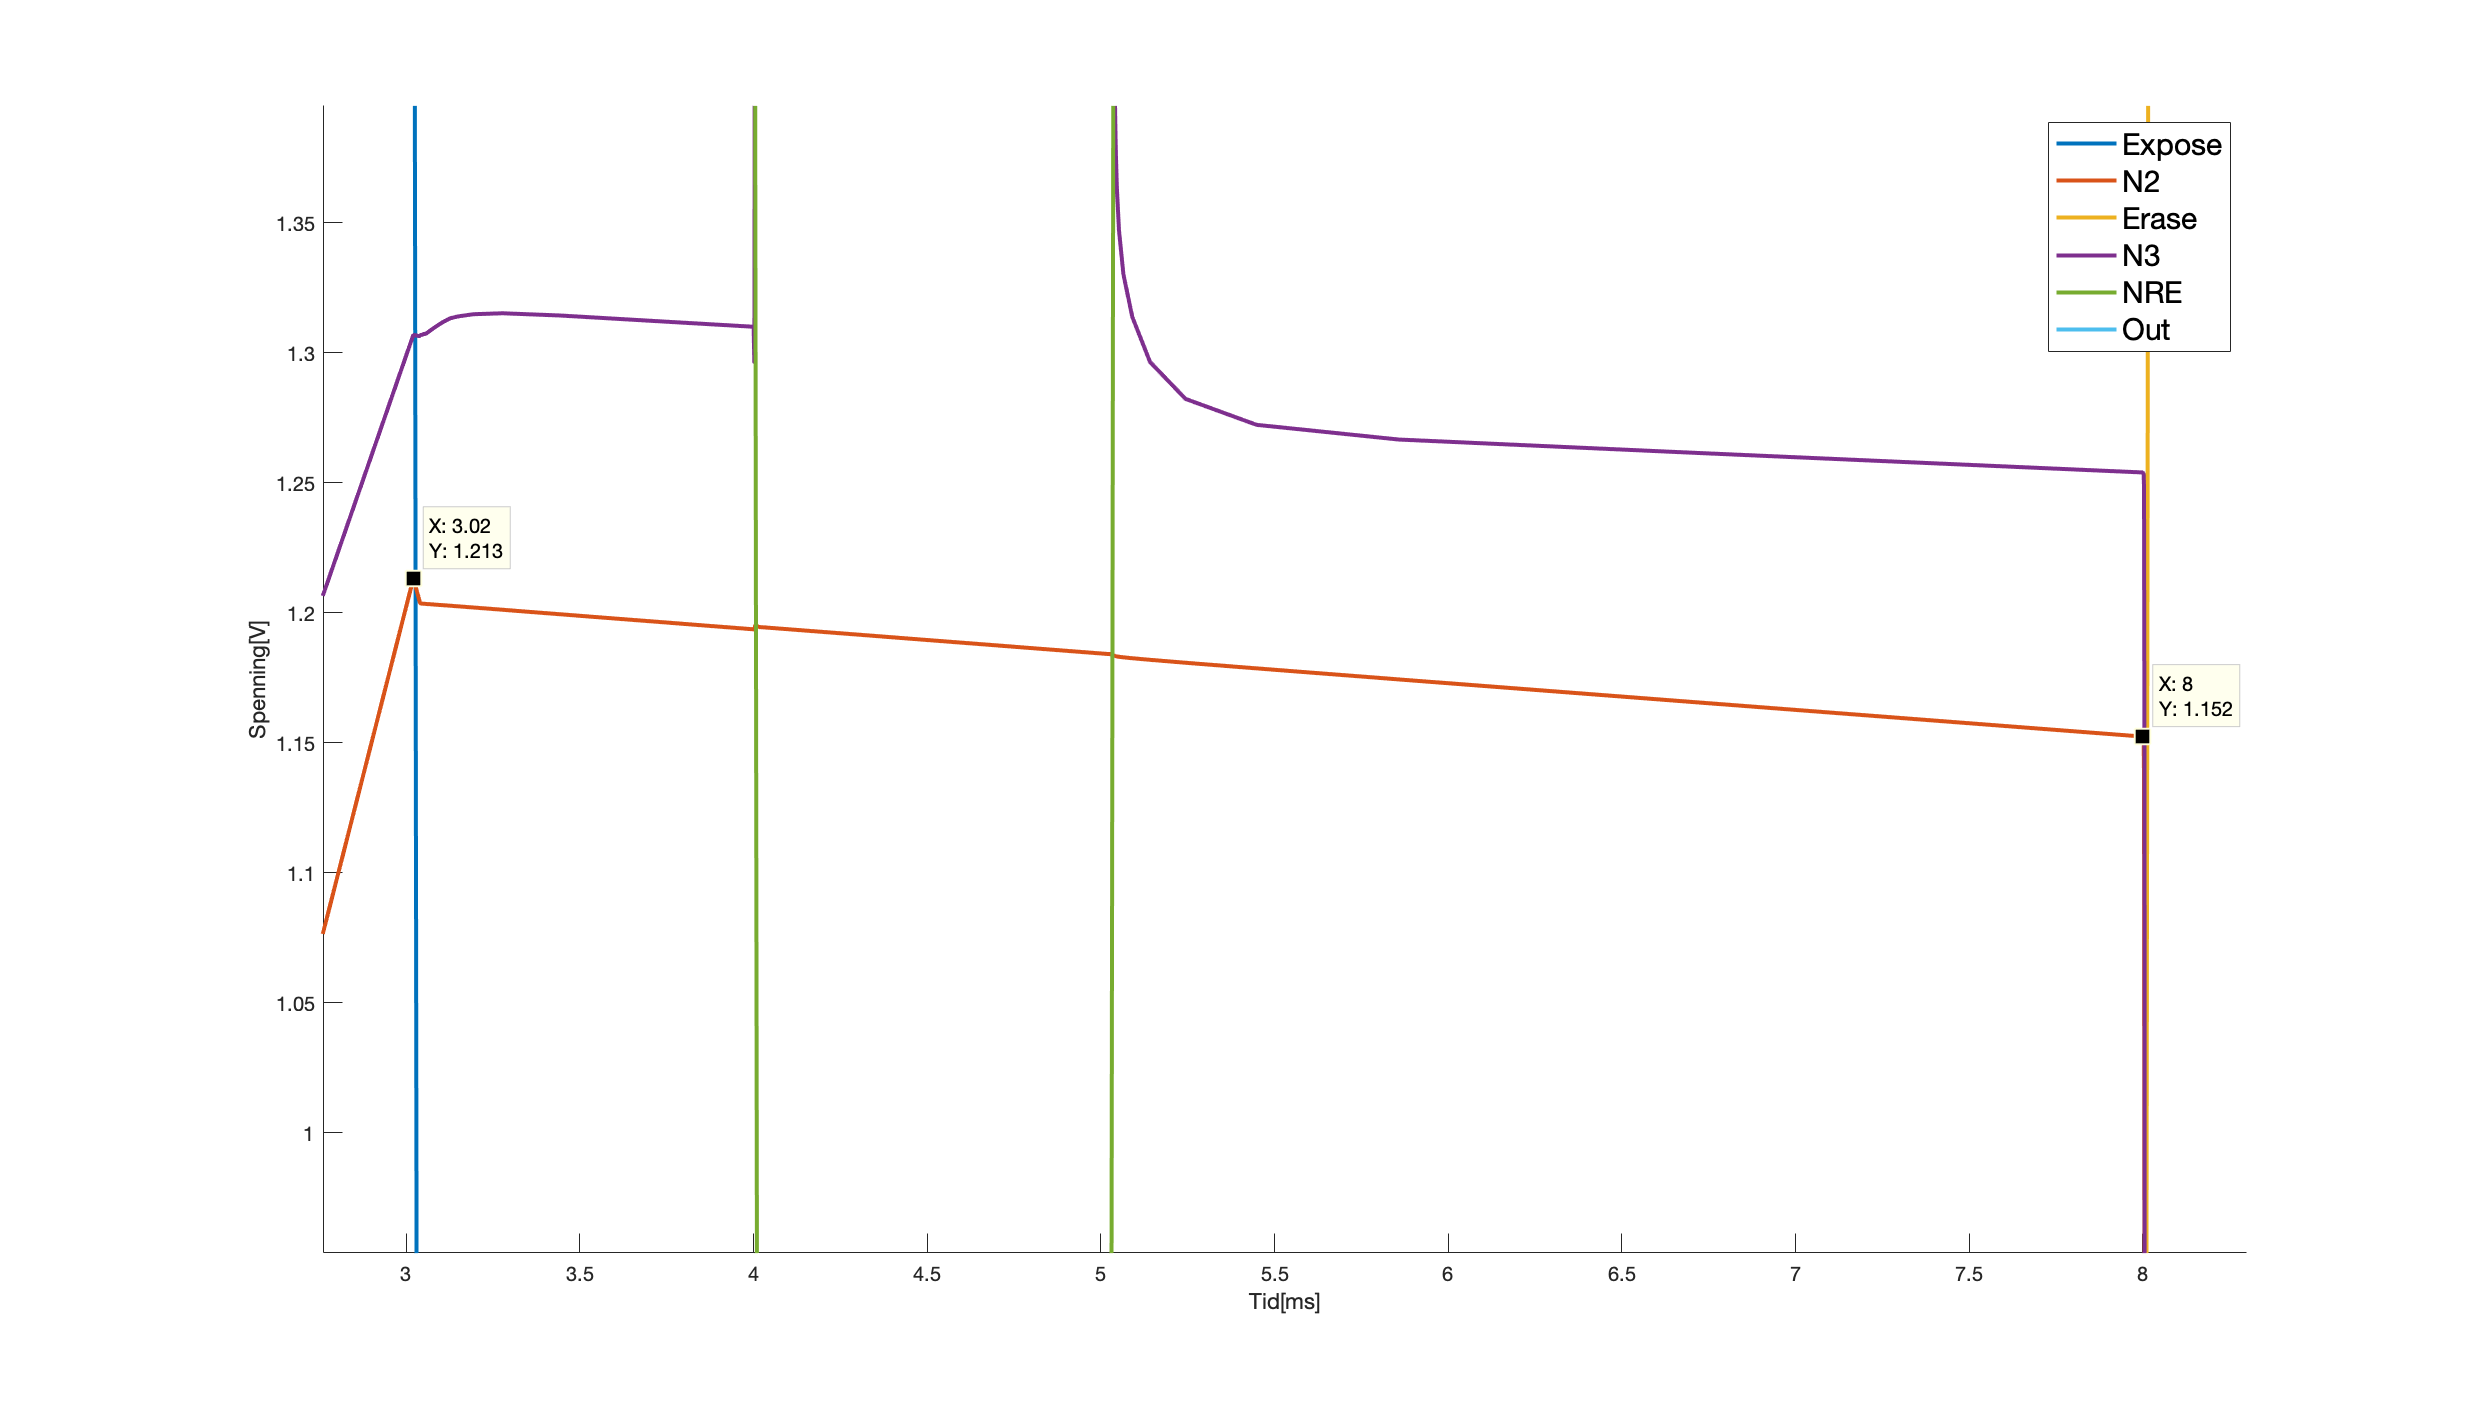 Expose
N2
Erase
N3
NRE
Out
1.35
1.3
1.25
1.2
1.15
1.1
1.05
1
Spenning[V]
X: 3.02
Y: 1.213
X: 8
Y: 1.152
3 3.5 4 4.5 5 5.5 6 6.5 7 7.5 8
Tid[ms]